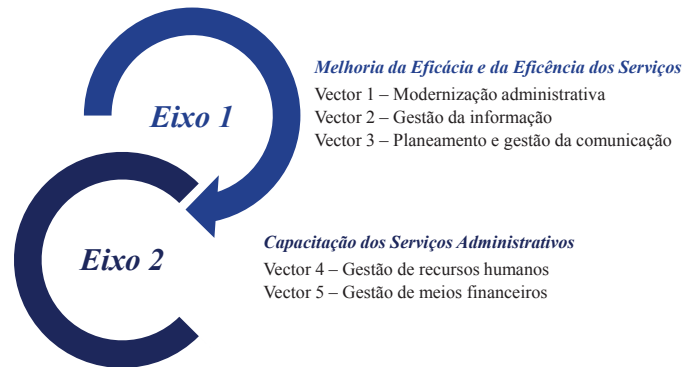 Eixo 1
Melhoria da Eficácia e da Eficência dos Serviços
Vector 1 – Modernização administrativa
Vector 2 – Gestão da informação
Vector 3 – Planeamento e gestão da comunicação
Eixo 2
Capacitação dos Serviços Administrativos
Vector 4 – Gestão de recursos humanos
Vector 5 – Gestão de meios financeiros